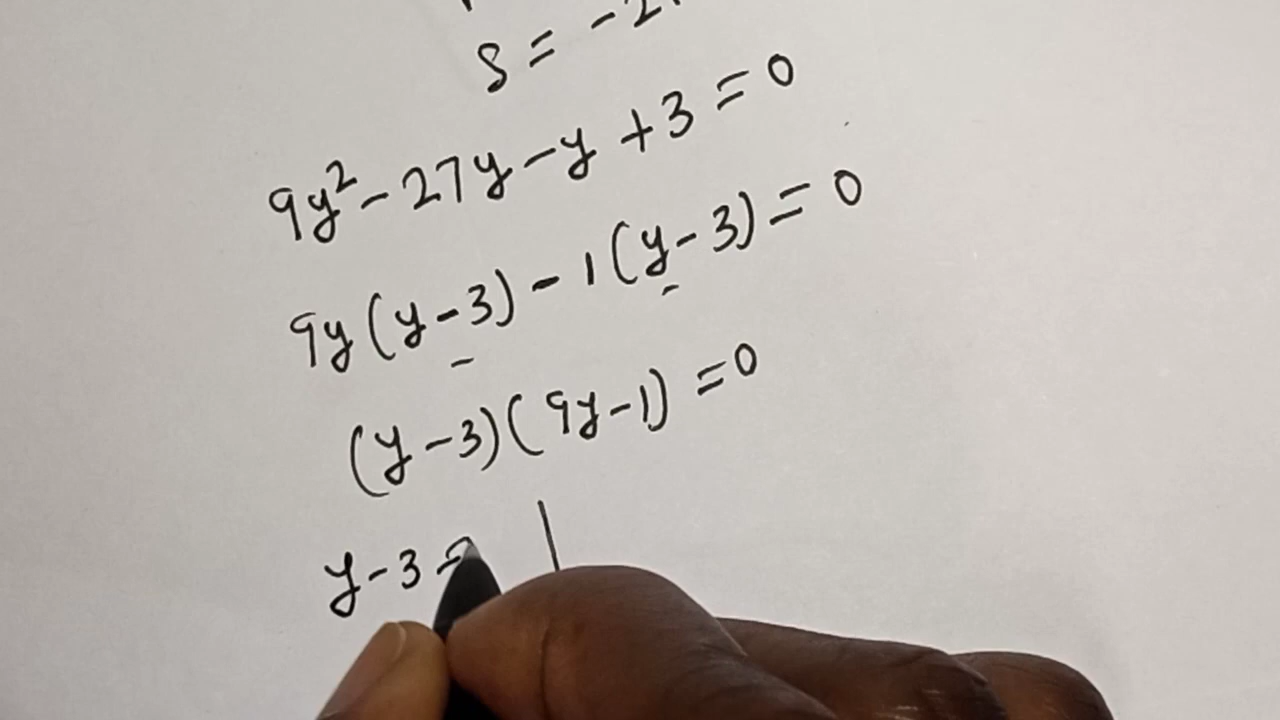 S = -2
9y² - 27y - y + 3 = 0
9y(y - 3) - 1(y - 3) = 0
(y - 3)(9y - 1) = 0
y - 3 =